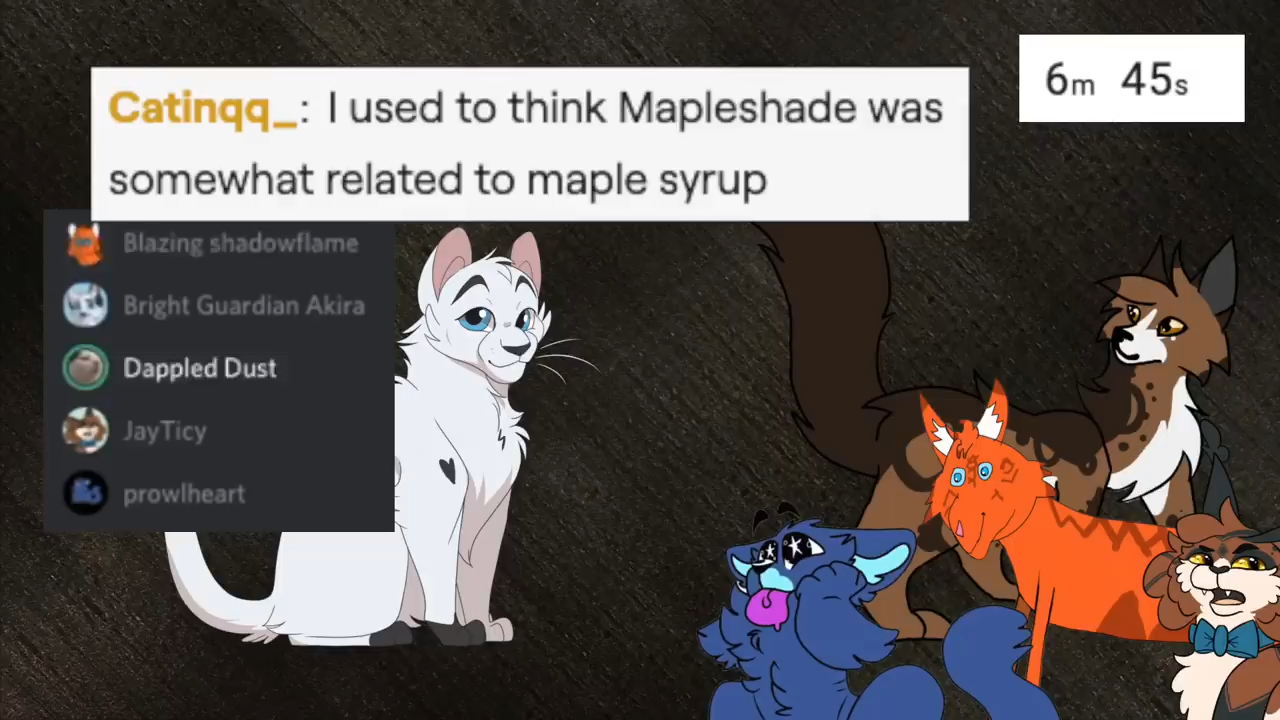 6m 45s
Catinqq_: I used to think Mapleshade was
somewhat related to maple syrup
Blazing shadowflame
Bright Guardian Akira
Dappled Dust
JayTicy
prowlheart